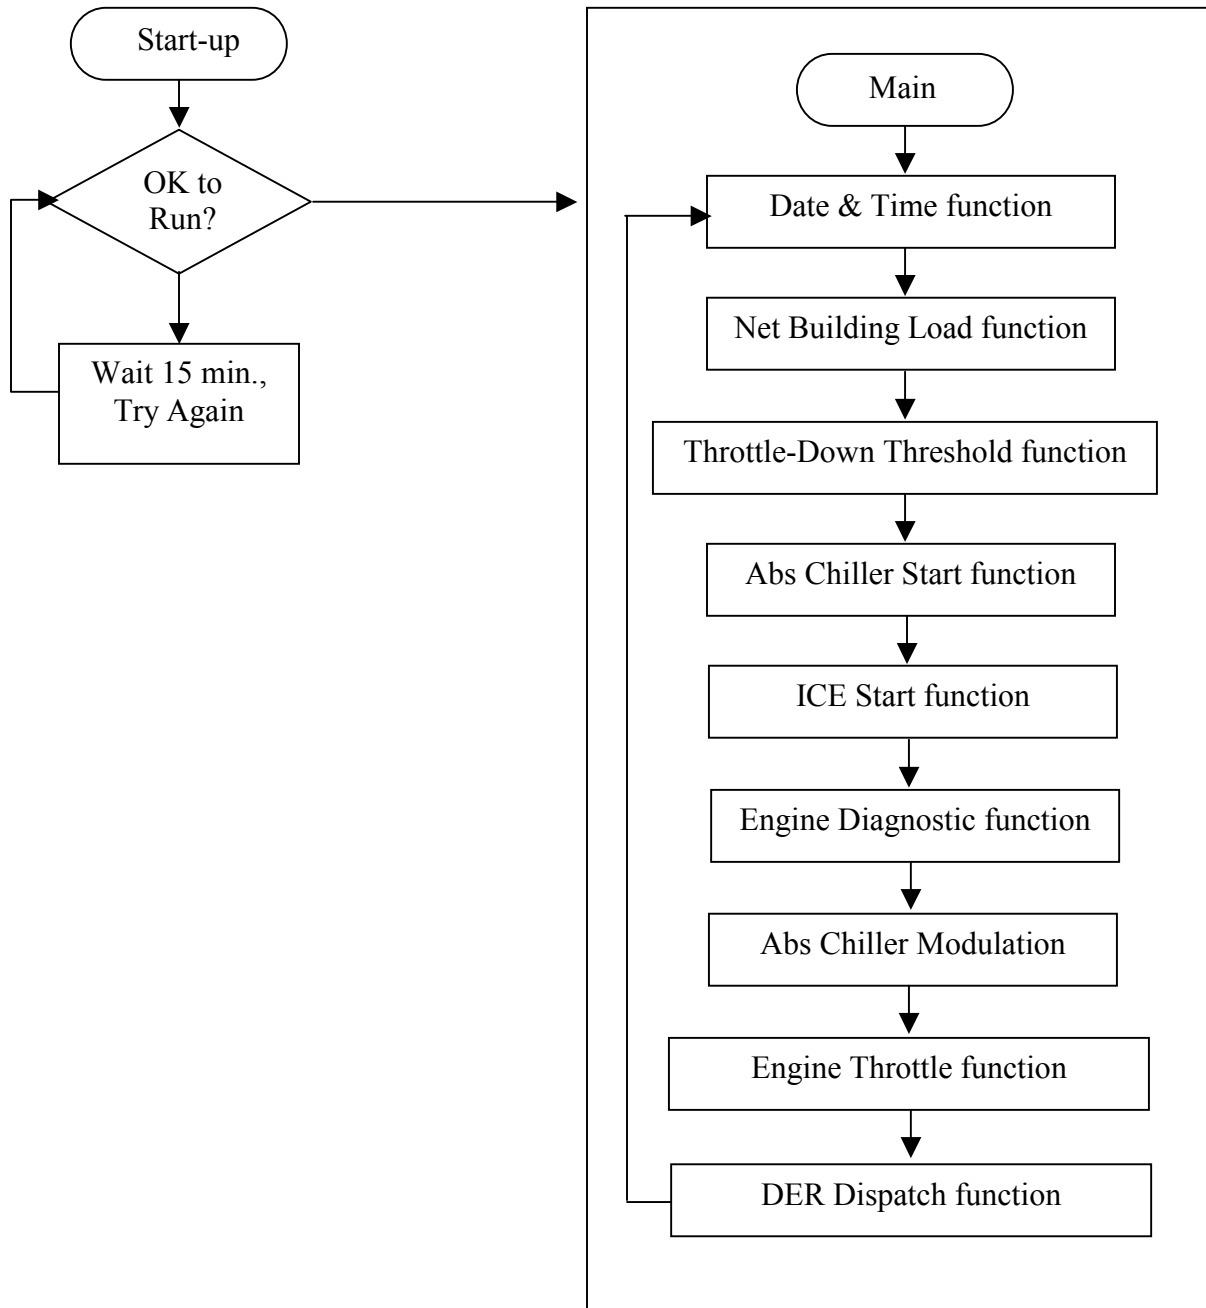 Start-up
OK to
Run?
Wait 15 min.,
Try Again
Main
Date & Time function
Net Building Load function
Throttle-Down Threshold function
Abs Chiller Start function
ICE Start function
Engine Diagnostic function
Abs Chiller Modulation
Engine Throttle function
DER Dispatch function